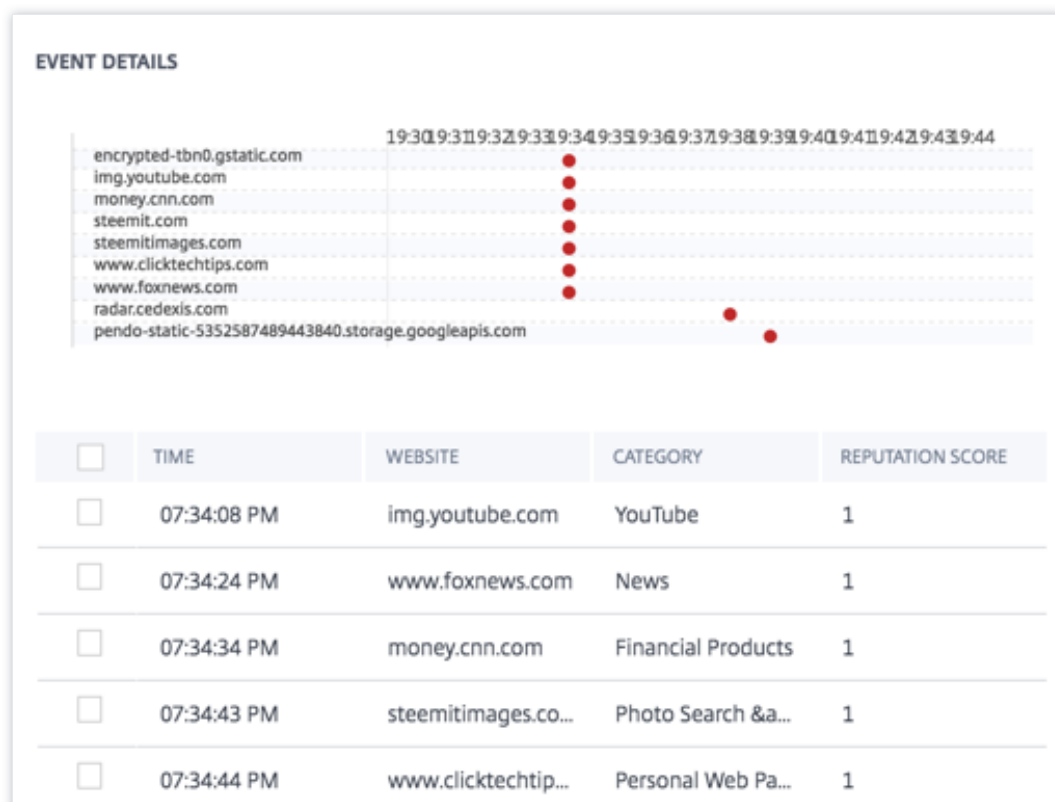 EVENT DETAILS
19:30 19:31 19:32 19:33 19:34 19:35 19:36 19:37 19:38 19:39 19:40 19:41 19:42 19:43 19:44
encrypted-tbn0.gstatic.com
img.youtube.com
money.cnn.com
steemit.com
steemitimages.com
www.clicktechtips.com
www.foxnews.com
radar.cedexis.com
pendo-static-5352587489443840.storage.googleapis.com
TIME WEBSITE CATEGORY REPUTATION SCORE
07:34:08 PM img.youtube.com YouTube 1
07:34:24 PM www.foxnews.com News 1
07:34:34 PM money.cnn.com Financial Products 1
07:34:43 PM steemitimages.co... Photo Search &a... 1
07:34:44 PM www.clicktechtip... Personal Web Pa... 1